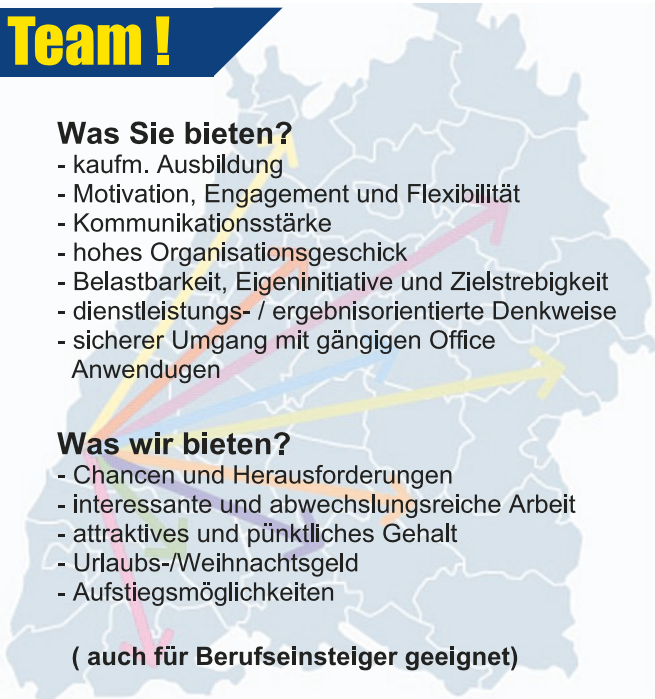 Team !
Was Sie bieten?
- kaufm. Ausbildung
- Motivation, Engagement und Flexibilität
- Kommunikationsstärke
- hohes Organisationsgeschick
- Belastbarkeit, Eigeninitiative und Zielstrebigkeit
- dienstleistungs- / ergebnisorientierte Denkweise
- sicherer Umgang mit gängigen Office
Anwendugen
Was wir bieten?
- Chancen und Herausforderungen
- interessante und abwechslungsreiche Arbeit
- attraktives und pünktliches Gehalt
- Urlaubs-/Weihnachtsgeld
- Aufstiegsmöglichkeiten
( auch für Berufseinsteiger geeignet)